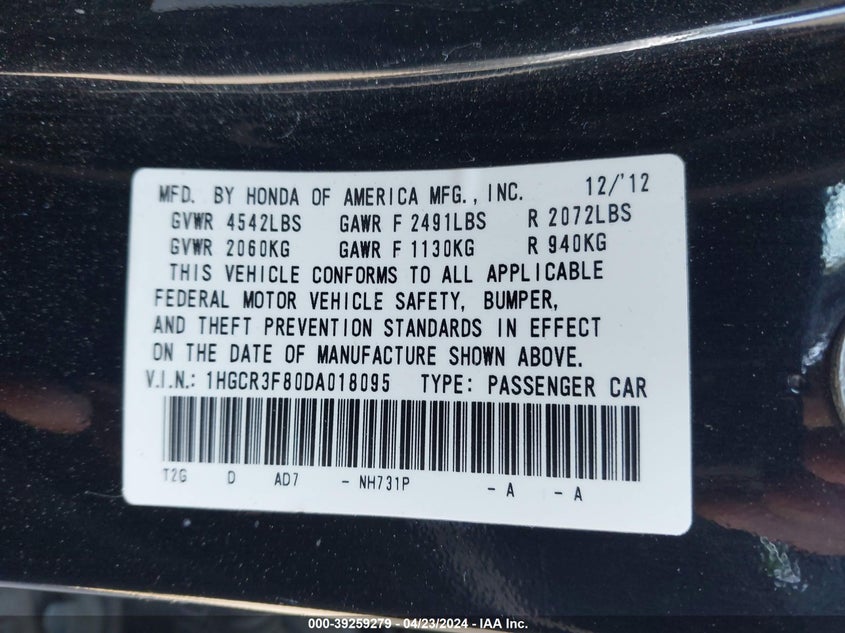 MFD. BY HONDA OF AMERICA MFG., INC. 12/'12
GVWR 4542LBS GAWR F 2491LBS R 2072LBS
GVWR 2060KG GAWR F 1130KG R 940KG
THIS VEHICLE CONFORMS TO ALL APPLICABLE
FEDERAL MOTOR VEHICLE SAFETY, BUMPER,
AND THEFT PREVENTION STANDARDS IN EFFECT
ON THE DATE OF MANUFACTURE SHOWN ABOVE.
V.I.N.: 1HGCR3F80DA018095 TYPE: PASSENGER CAR
T2G D AD7 - NH731P - A - A
000-39259279 - 04/23/2024 - IAA Inc.